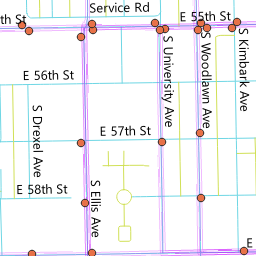 Service Rd
th St
E 55th St
E 56th St
S Kimbark Ave
S University Ave
S Woodlawn Ave
S Drexel Ave
E 57th St
S Ellis Ave
E 58th St
E